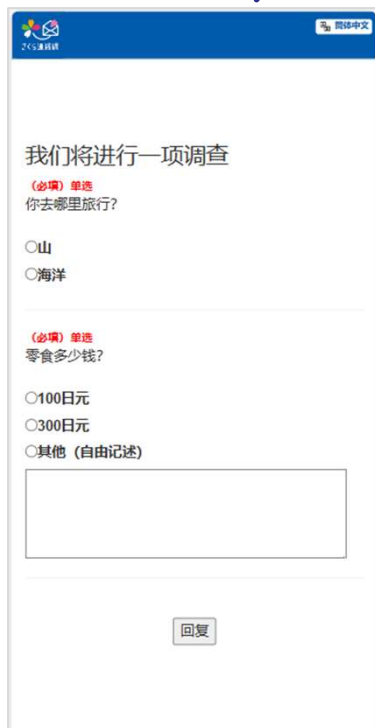 简体中文
さくら連絡網
我们将进行一项调查
（必填）单选
你去哪里旅行?
山
海洋
（必填）单选
零食多少钱?
100日元
300日元
其他（自由记述)
回复